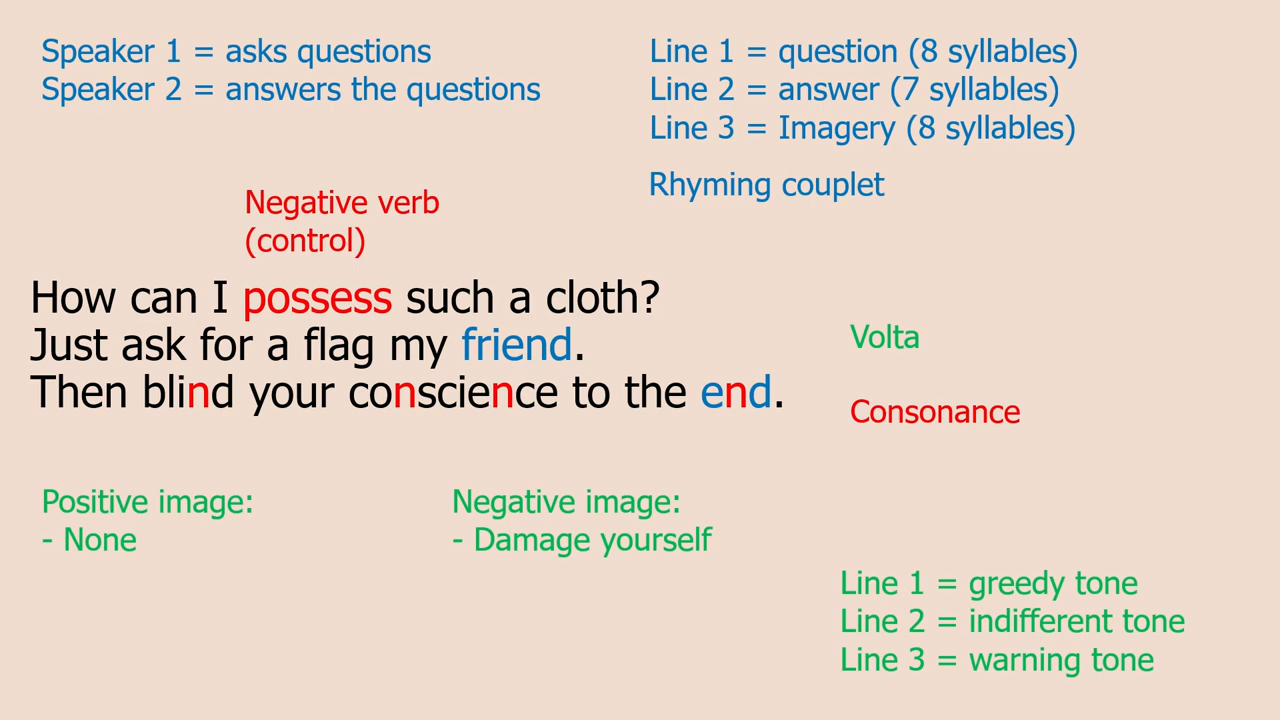 Speaker 1 = asks questions
Speaker 2 = answers the questions
Line 1 = question (8 syllables)
Line 2 = answer (7 syllables)
Line 3 = Imagery (8 syllables)
Rhyming couplet
Negative verb
(control)
How can I possess such a cloth?
Just ask for a flag my friend.
Then blind your conscience to the end.
Volta
Consonance
Positive image:
- None
Negative image:
- Damage yourself
Line 1 = greedy tone
Line 2 = indifferent tone
Line 3 = warning tone